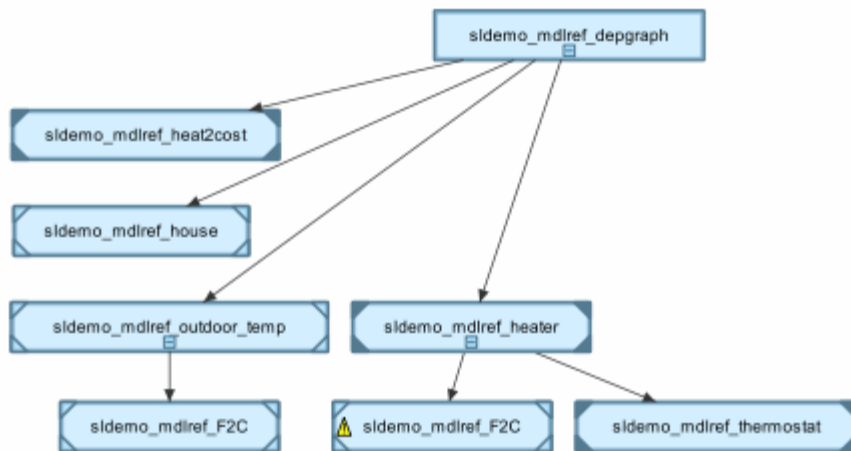 sldemo_mdlref_depgraph
sldemo_mdlref_heat2cost
sldemo_mdlref_house
sldemo_mdlref_outdoor_temp
sldemo_mdlref_heater
sldemo_mdlref_F2C
sldemo_mdlref_F2C
sldemo_mdlref_thermostat